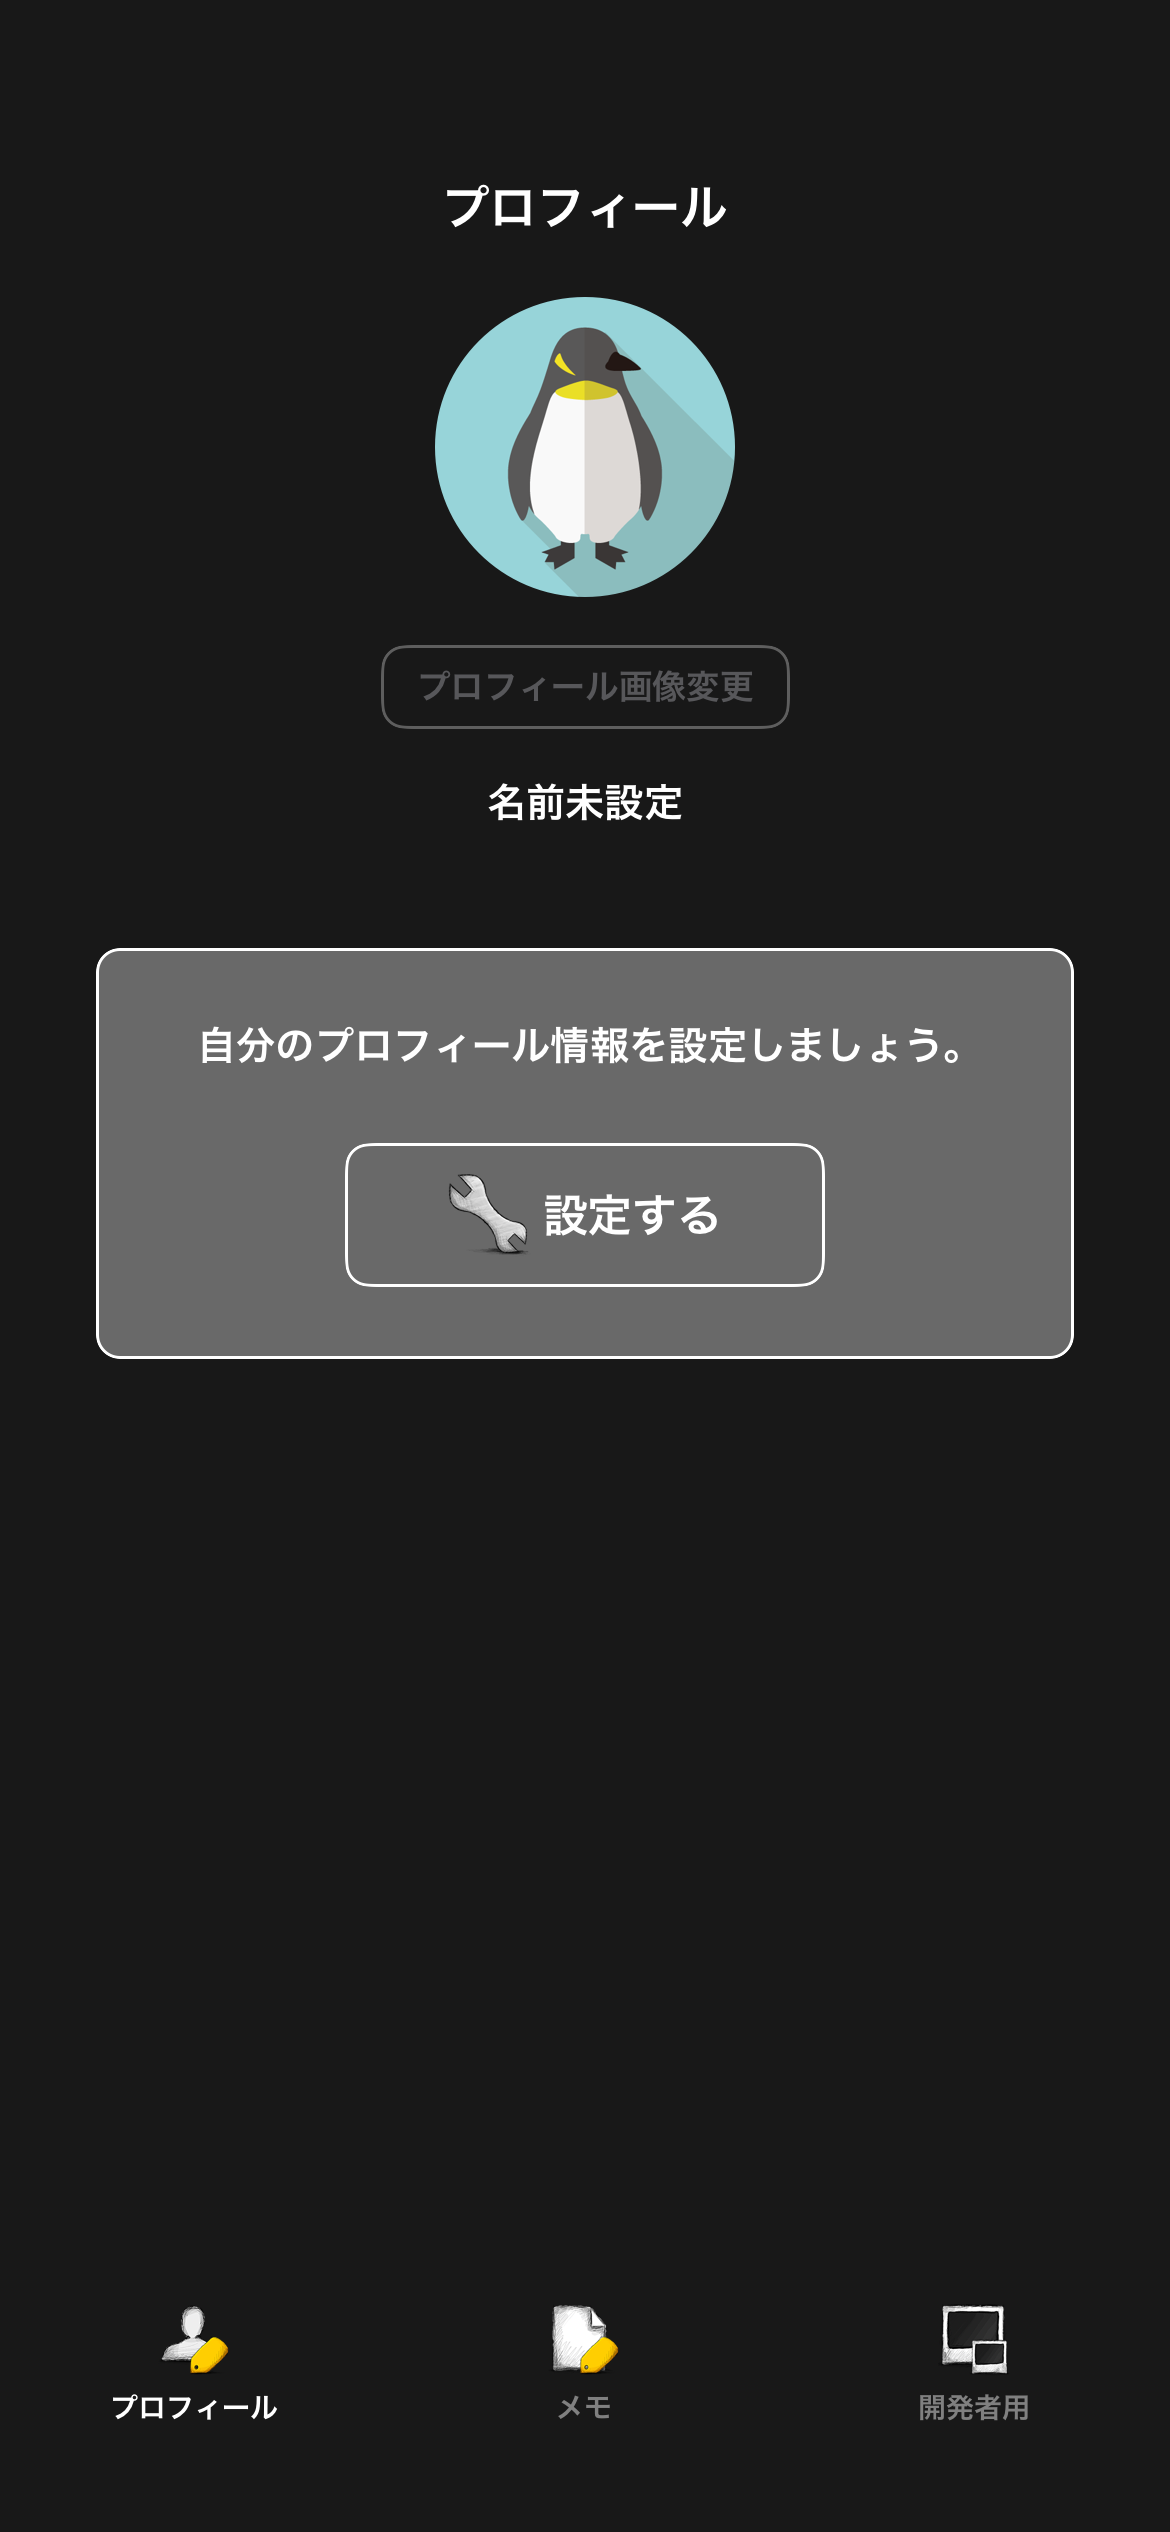 プロフィール
プロフィール画像変更
名前未設定
自分のプロフィール情報を設定しましょう。
設定する
プロフィール
メモ
開発者用